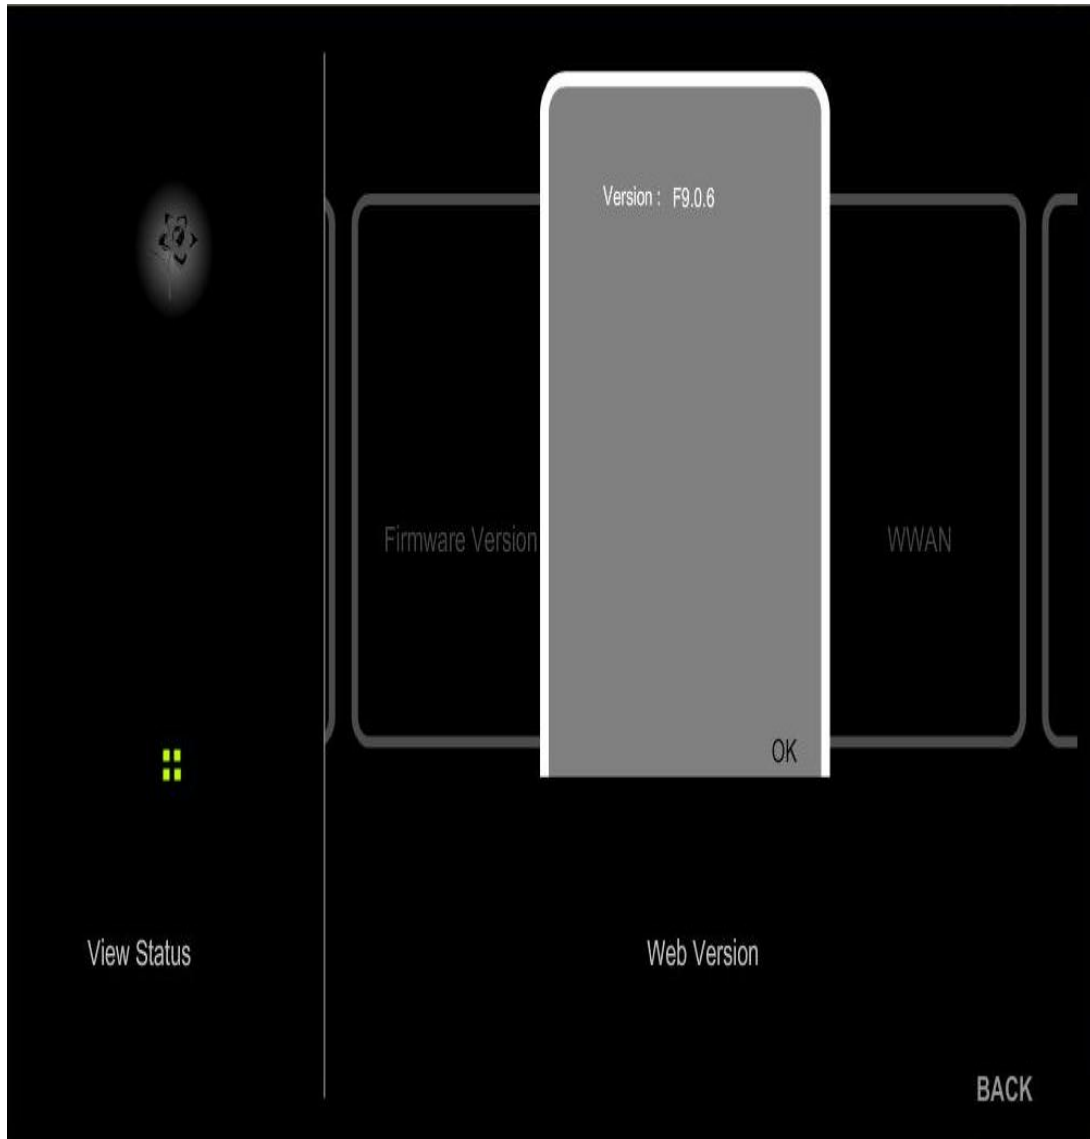 Version : F9.0.6
Firmware Version
WWAN
OK
View Status
Web Version
BACK